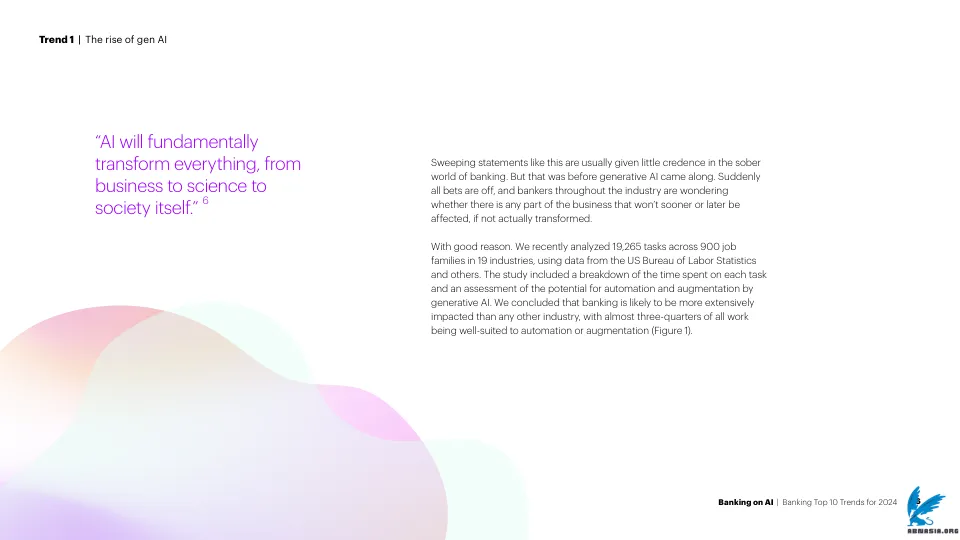 Trend 1 | The rise of gen AI
“AI will fundamentally
transform everything, from
business to science to
society itself.” 6
Sweeping statements like this are usually given little credence in the sober
world of banking. But that was before generative AI came along. Suddenly
all bets are off, and bankers throughout the industry are wondering
whether there is any part of the business that won’t sooner or later be
affected, if not actually transformed.
With good reason. We recently analyzed 19,265 tasks across 900 job
families in 19 industries, using data from the US Bureau of Labor Statistics
and others. The study included a breakdown of the time spent on each task
and an assessment of the potential for automation and augmentation by
generative AI. We concluded that banking is likely to be more extensively
impacted than any other industry, with almost three-quarters of all work
being well-suited to automation or augmentation (Figure 1).
Banking on AI | Banking Top 10 Trends for 2024
AONASIA.ORG